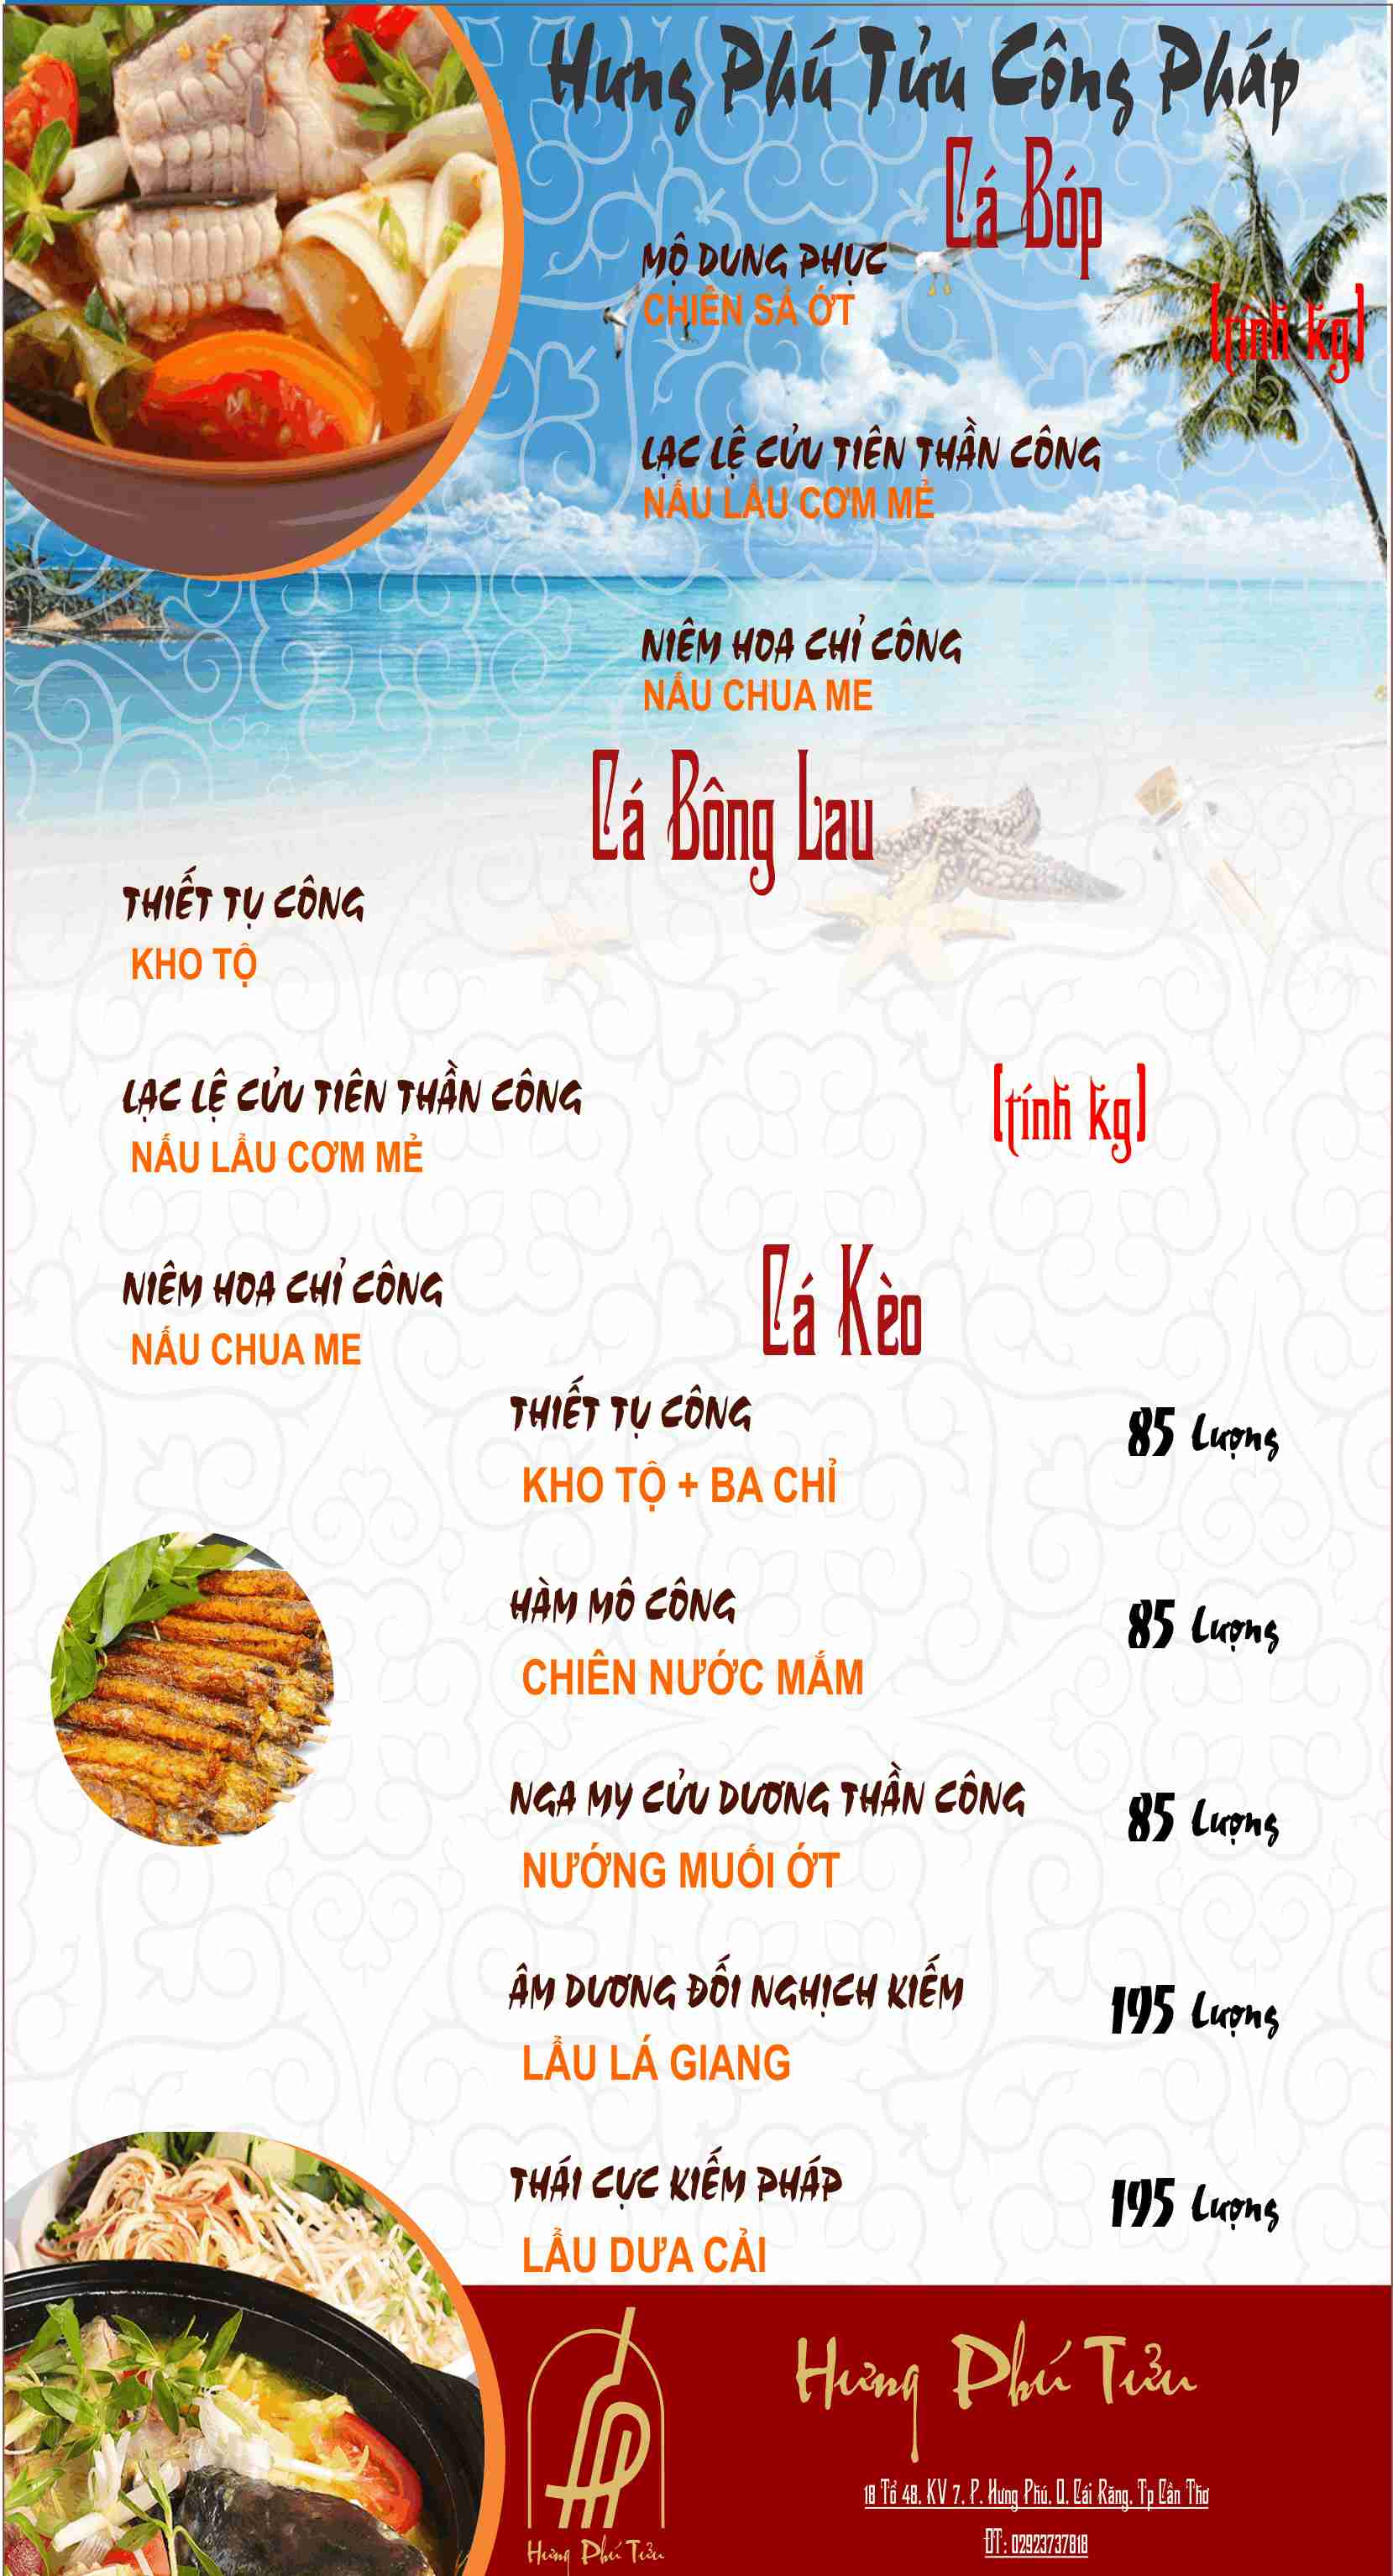 Hưng Phú Tửu Công Pháp
Cá Bóp
MỘ DUNG PHỤC
CHIÊN SẢ ỚT
(tính kg)
LẠC LỆ CỬU TIÊN THẦN CÔNG
NẤU LẨU CƠM MẺ
NIÊM HOA CHỈ CÔNG
NẤU CHUA ME
Cá Bông Lau
THIẾT TỤ CÔNG
KHO TỘ
LẠC LỆ CỬU TIÊN THẦN CÔNG
NẤU LẨU CƠM MẺ
(tính kg)
NIÊM HOA CHỈ CÔNG
NẤU CHUA ME
Cá Kèo
THIẾT TỤ CÔNG
85 Lượng
KHO TỘ + BA CHỈ
HÀM MÔ CÔNG
85 Lượng
CHIÊN NƯỚC MẮM
NGA MY CỬU DƯƠNG THẦN CÔNG
85 Lượng
NƯỚNG MUỐI ỚT
ÂM DƯƠNG ĐỐI NGHỊCH KIẾM
195 Lượng
LẨU LÁ GIANG
THÁI CỰC KIẾM PHÁP
195 Lượng
LẨU DƯA CẢI
Hưng Phú Tửu
18 Tổ 48, KV 7, P. Hưng Phú, Q. Cái Răng, Tp Cần Thơ
ĐT: 02923737818
Hưng Phú Tửu